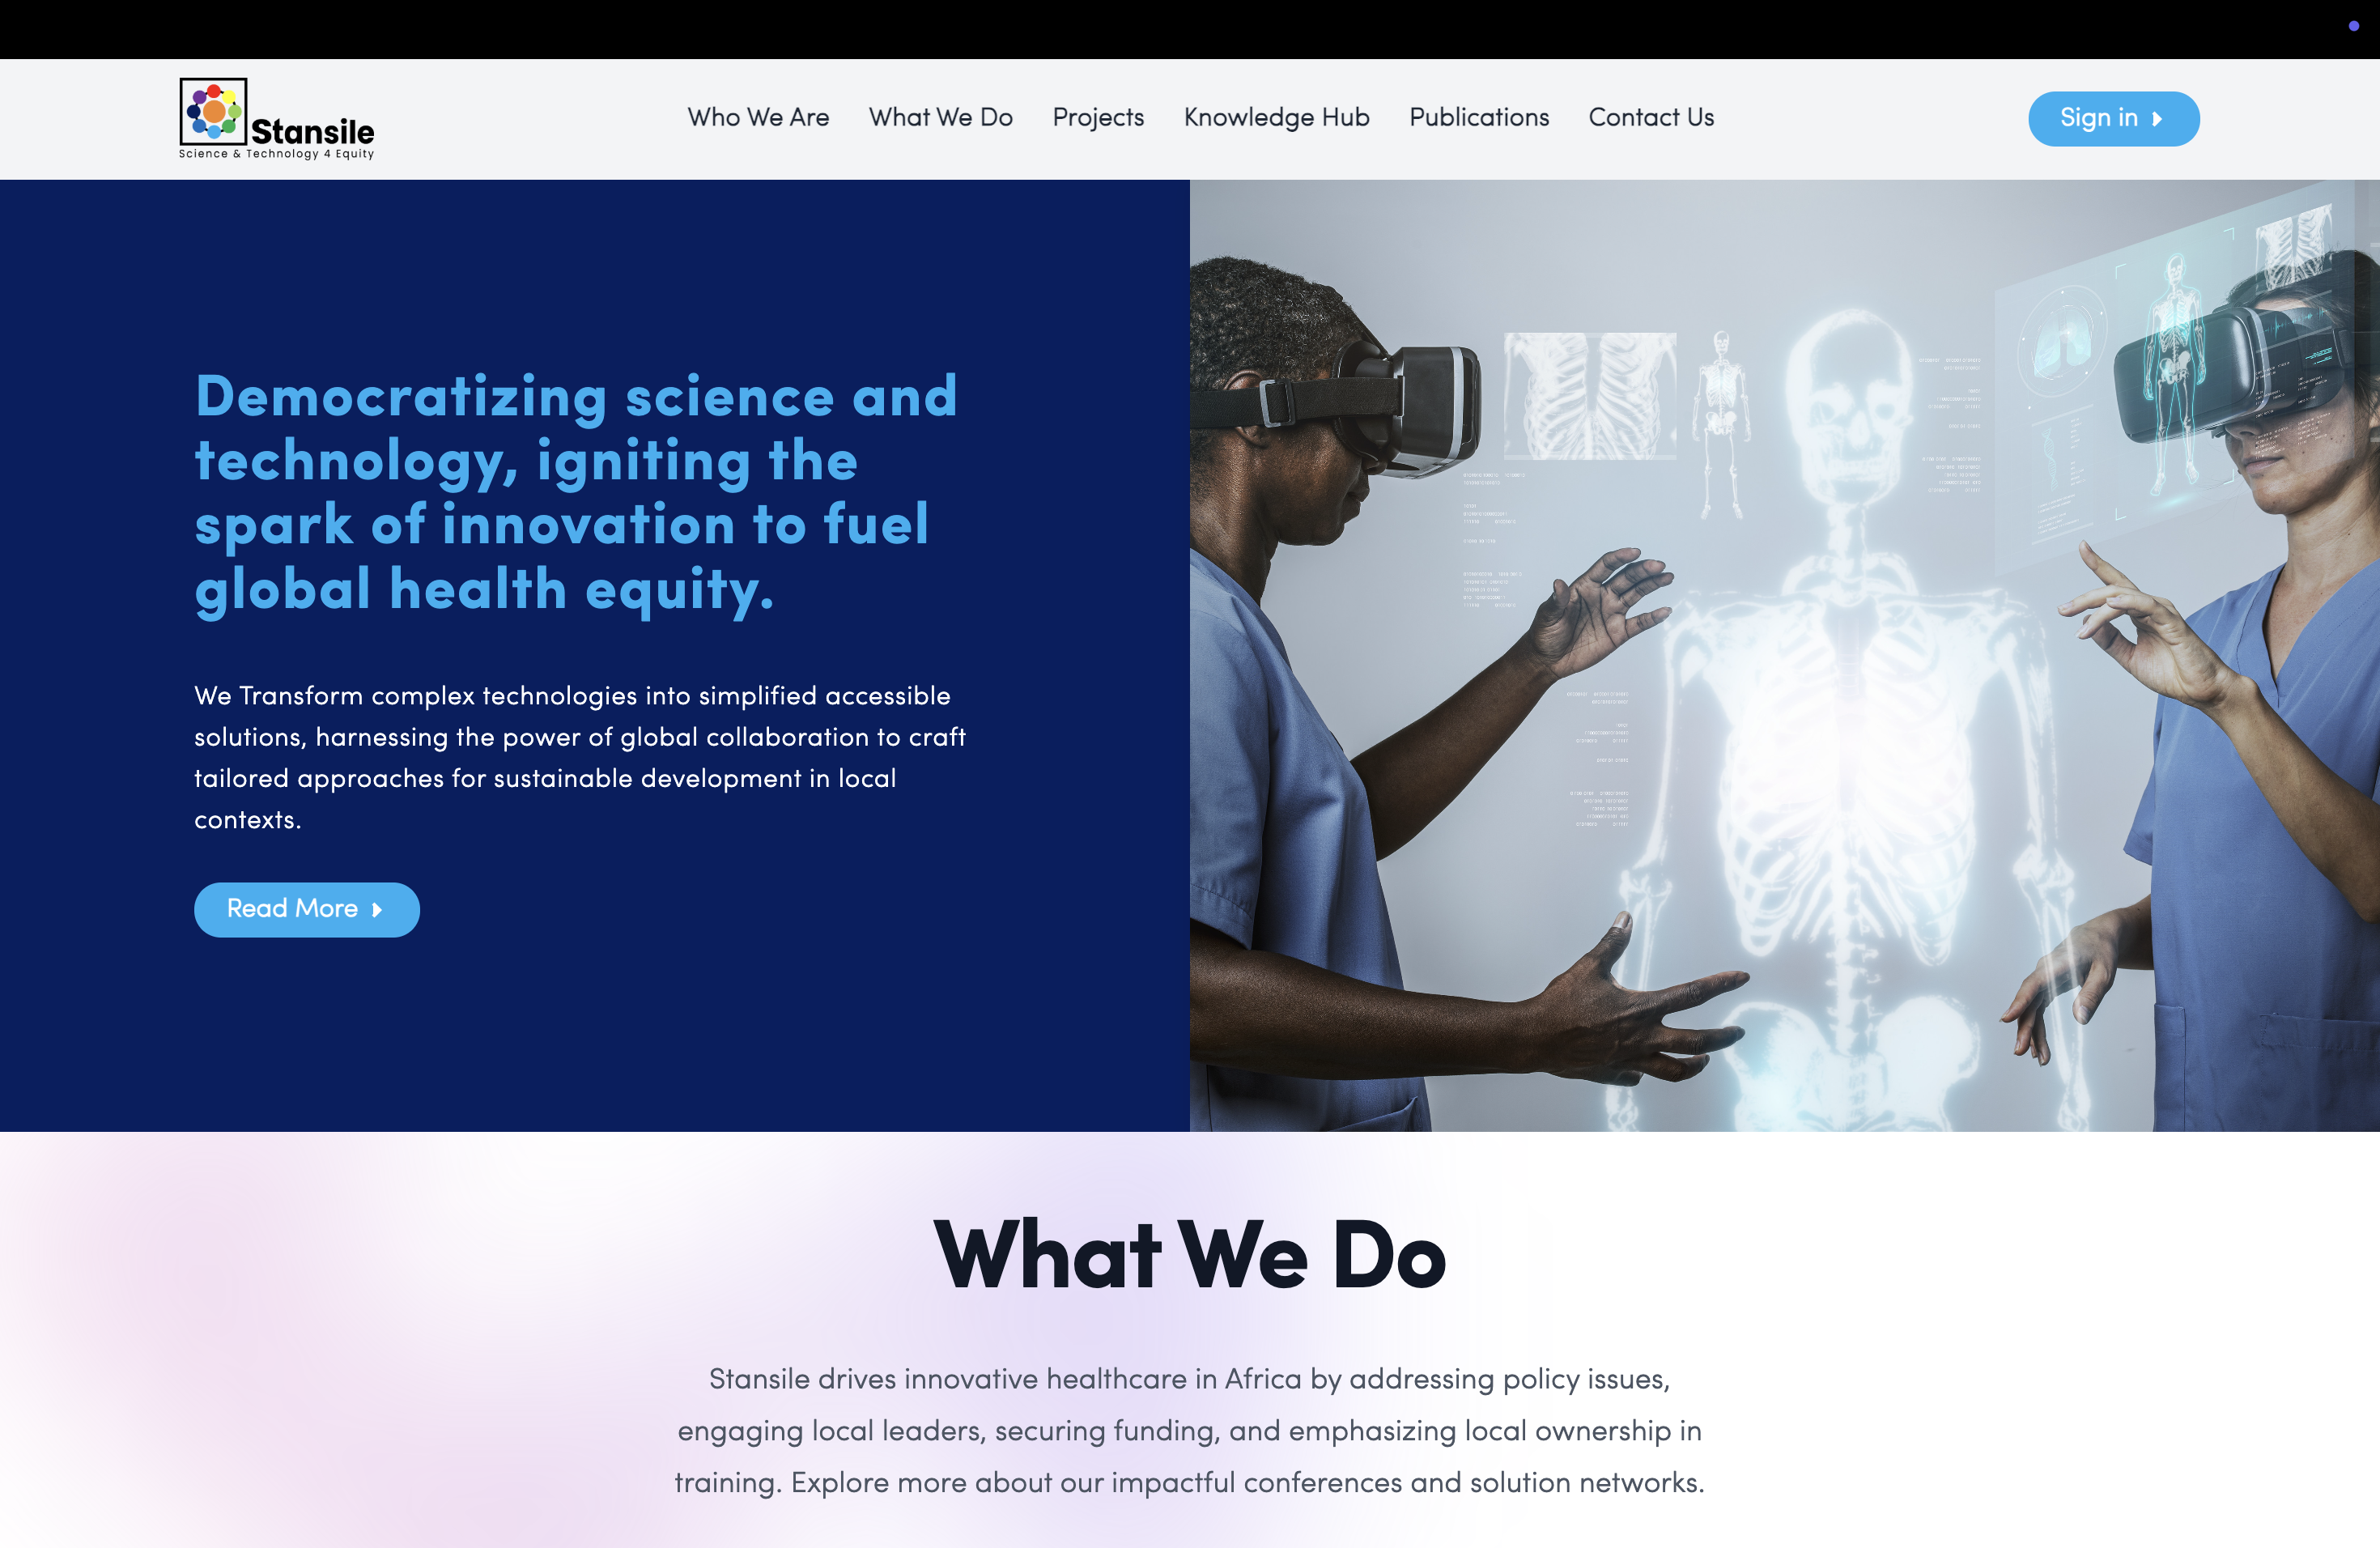 Stansile
Science & Technology 4 Equity
Who We Are
What We Do
Projects
Knowledge Hub
Publications
Contact Us
Sign in
Democratizing science and
technology, igniting the
spark of innovation to fuel
global health equity.
We Transform complex technologies into simplified accessible
solutions, harnessing the power of global collaboration to craft
tailored approaches for sustainable development in local
contexts.
Read More
What We Do
Stansile drives innovative healthcare in Africa by addressing policy issues,
engaging local leaders, securing funding, and emphasizing local ownership in
training. Explore more about our impactful conferences and solution networks.